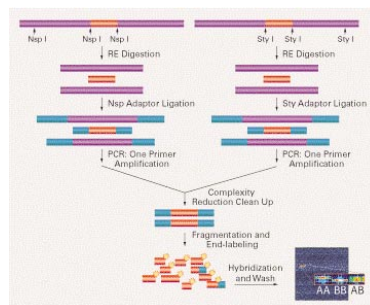 Nsp I Nsp I Nsp I
Sty I Sty I Sty I
RE Digestion
RE Digestion
Nsp Adaptor Ligation
Sty Adaptor Ligation
PCR: One Primer
Amplification
PCR: One Primer
Amplification
Complexity
Reduction Clean Up
Fragmentation and
End-labeling
Hybridization
and Wash
AA BB AB